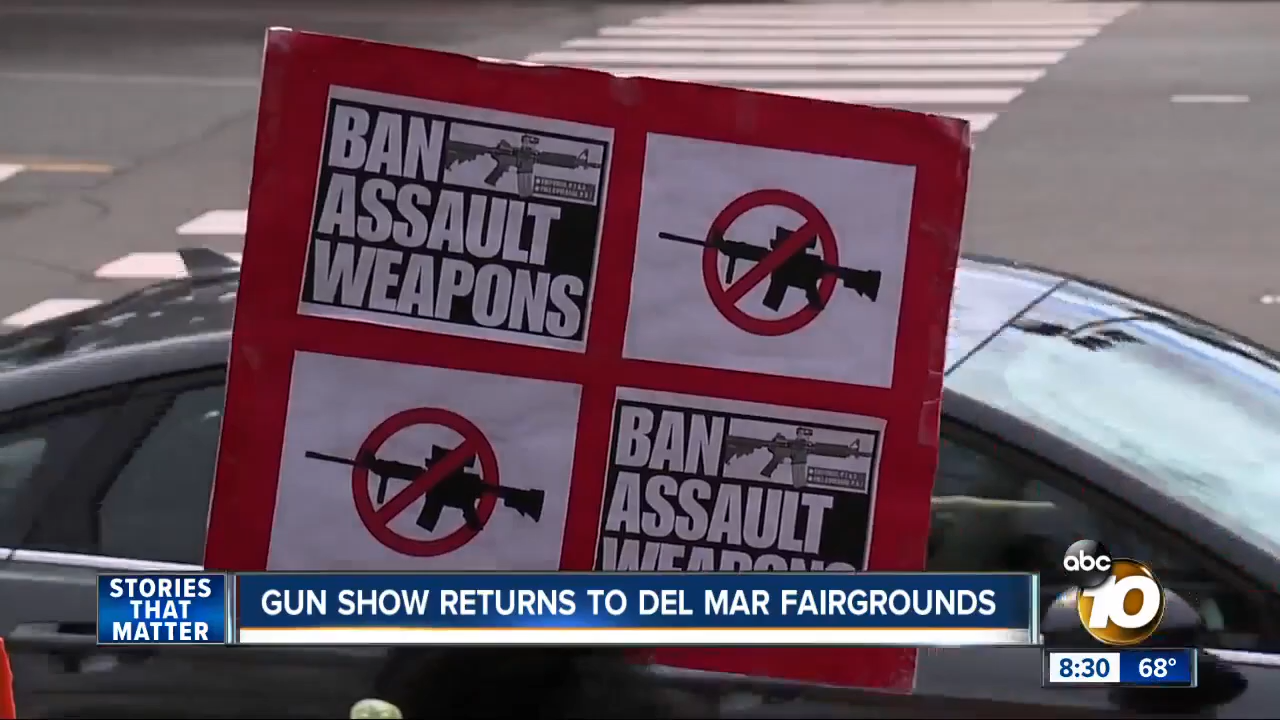 BAN
ASSAULT
WEAPONS
BAN
ASSAULT
WEAPONS
STORIES
THAT
MATTER
GUN SHOW RETURNS TO DEL MAR FAIRGROUNDS
abc
10
8:30 68°